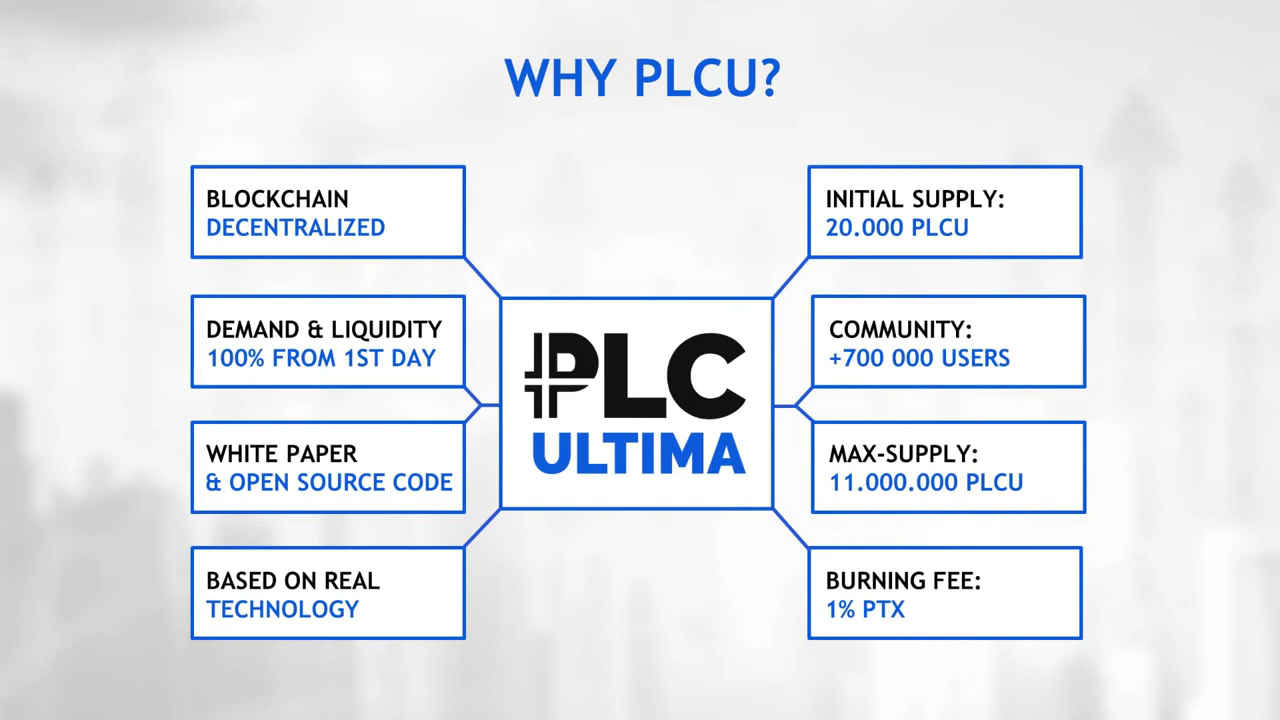 WHY PLCU?
BLOCKCHAIN
DECENTRALIZED
DEMAND & LIQUIDITY
100% FROM 1ST DAY
WHITE PAPER
& OPEN SOURCE CODE
BASED ON REAL
TECHNOLOGY
PLC
ULTIMA
INITIAL SUPPLY:
20.000 PLCU
COMMUNITY:
+700 000 USERS
MAX-SUPPLY:
11.000.000 PLCU
BURNING FEE:
1% PTX